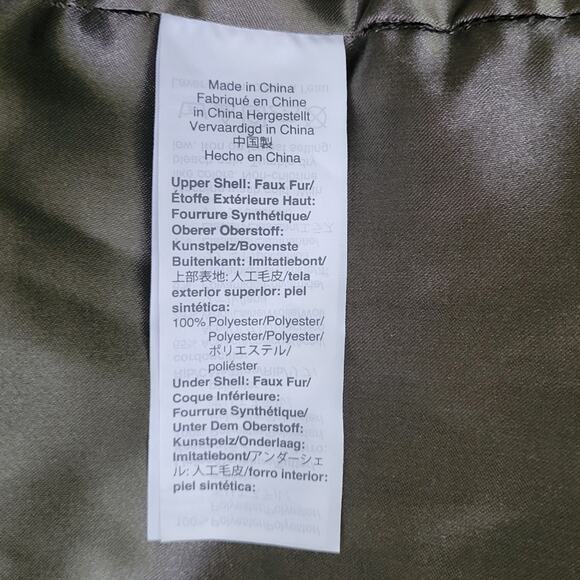 Made in China
Fabriqué en Chine
in China Hergestellt
Vervaardigd in China
中国製
Hecho en China
Upper Shell: Faux Fur/
Étoffe Extérieure Haut:
Fourrure Synthétique/
Oberer Oberstoff:
Kunstpelz/Bovenste
Buitenkant: Imitatiebont/
上部表地: 人工毛皮/tela
exterior superior: piel
sintética:
100% Polyester/Polyester/
Polyester/Polyester/
ポリエステル/
poliéster
Under Shell: Faux Fur/
Coque Inférieure:
Fourrure Synthétique/
Unter Dem Oberstoff:
Kunstpelz/Onderlaag:
Imitatiebont/アンダーシェ
ル: 人工毛皮/forro interior:
piel sintética: